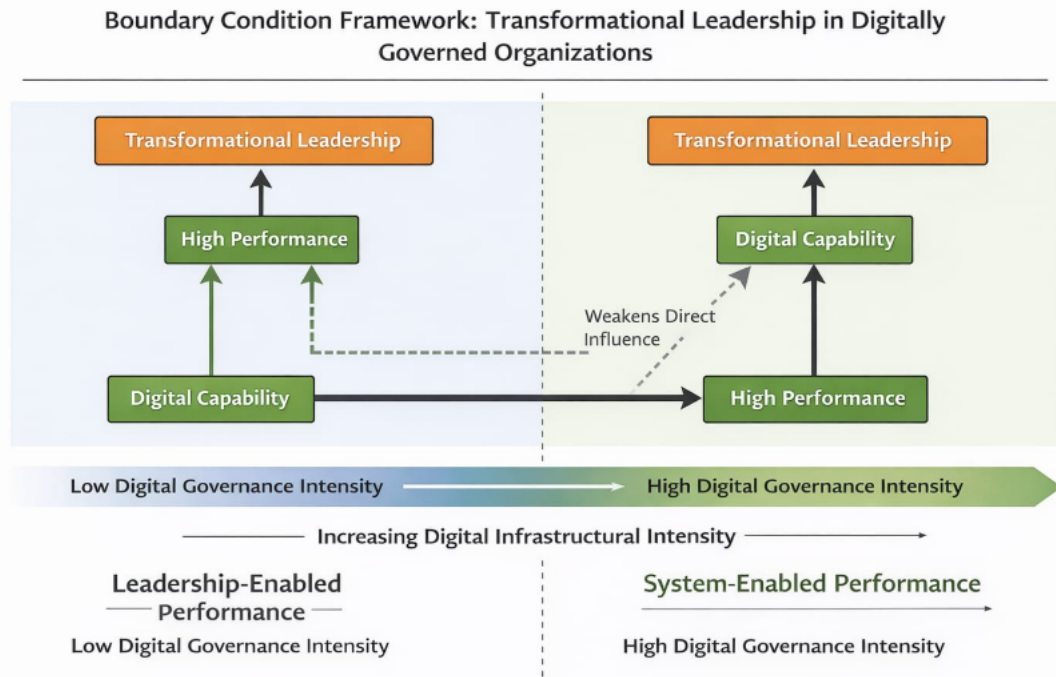 Boundary Condition Framework: Transformational Leadership in Digitally
Governed Organizations
Transformational Leadership
Transformational Leadership
High Performance
Digital Capability
Weakens Direct
Influence
Digital Capability
High Performance
Low Digital Governance Intensity
High Digital Governance Intensity
Increasing Digital Infrastructural Intensity
Leadership-Enabled
Performance
Low Digital Governance Intensity
System-Enabled Performance
High Digital Governance Intensity